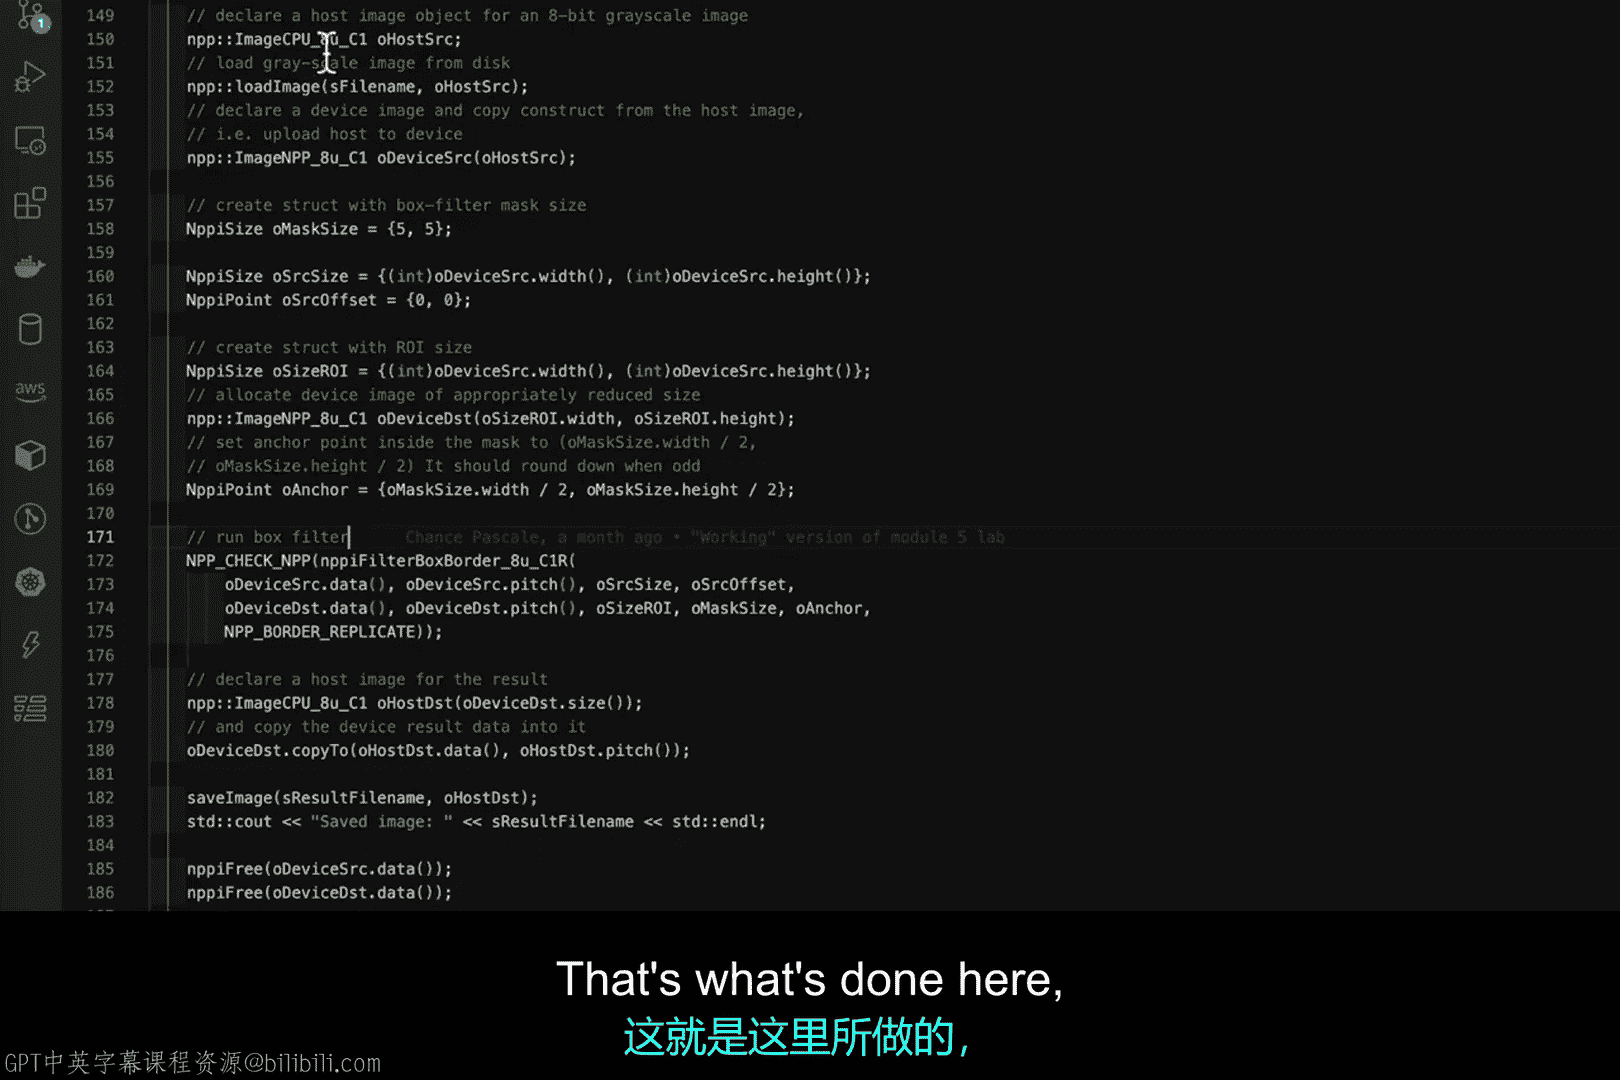 1
aws
149 // declare a host image object for an 8-bit grayscale image
150 npp::ImageCPU_8u_C1 oHostSrc;
151 // load gray-scale image from disk
152 npp::loadImage(sFilename, oHostSrc);
153 // declare a device image and copy construct from the host image,
154 // i.e. upload host to device
155 npp::ImageNPP_8u_C1 oDeviceSrc(oHostSrc);
156
157 // create struct with box-filter mask size
158 NppiSize oMaskSize = {5, 5};
159
160 NppiSize oSrcSize = {(int)oDeviceSrc.width(), (int)oDeviceSrc.height()};
161 NppiPoint oSrcOffset = {0, 0};
162
163 // create struct with ROI size
164 NppiSize oSizeROI = {(int)oDeviceSrc.width(), (int)oDeviceSrc.height()};
165 // allocate device image of appropriately reduced size
166 npp::ImageNPP_8u_C1 oDeviceDst(oSizeROI.width, oSizeROI.height);
167 // set anchor point inside the mask to (oMaskSize.width / 2,
168 // oMaskSize.height / 2) It should round down when odd
169 NppiPoint oAnchor = {oMaskSize.width / 2, oMaskSize.height / 2};
170
171 // run box filter Chance Pascale, a month ago • "Working" version of module 5 lab
172 NPP_CHECK_NPP(nppiFilterBoxBorder_8u_C1R(
173 oDeviceSrc.data(), oDeviceSrc.pitch(), oSrcSize, oSrcOffset,
174 oDeviceDst.data(), oDeviceDst.pitch(), oSizeROI, oMaskSize, oAnchor,
175 NPP_BORDER_REPLICATE));
176
177 // declare a host image for the result
178 npp::ImageCPU_8u_C1 oHostDst(oDeviceDst.size());
179 // and copy the device result data into it
180 oDeviceDst.copyTo(oHostDst.data(), oHostDst.pitch());
181
182 saveImage(sResultFilename, oHostDst);
183 std::cout << "Saved image: " << sResultFilename << std::endl;
184
185 nppiFree(oDeviceSrc.data());
186 nppiFree(oDeviceDst.data());
That's what's done here,
这就是这里所做的，
GPT中英字幕课程资源@bilibili.com